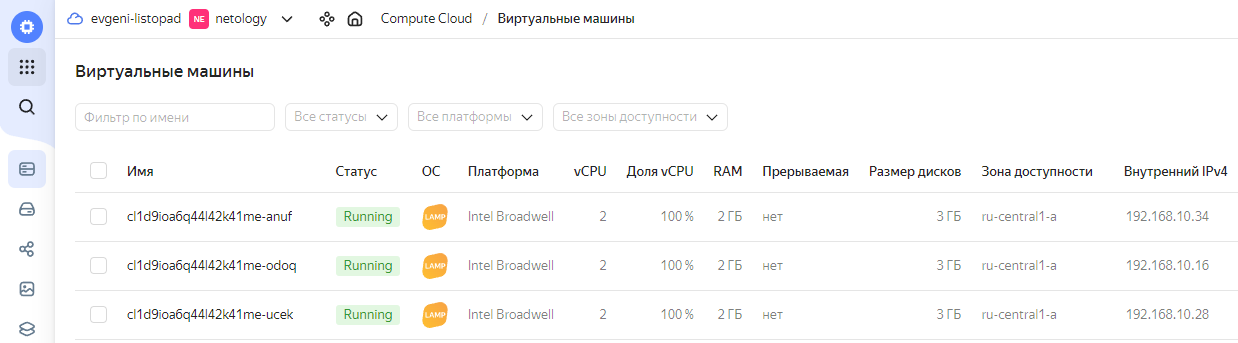 evgeni-listopad NE netology Compute Cloud / Виртуальные машины
Виртуальные машины
Фильтр по имени Все статусы Все платформы Все зоны доступности
Имя Статус ОС Платформа vCPU Доля vCPU RAM Прерываемая Размер дисков Зона доступности Внутренний IPv4
cl1d9ioa6q44l42k41me-anuf Running LAMP Intel Broadwell 2 100 % 2 ГБ нет 3 ГБ ru-central1-a 192.168.10.34
cl1d9ioa6q44l42k41me-odoq Running LAMP Intel Broadwell 2 100 % 2 ГБ нет 3 ГБ ru-central1-a 192.168.10.16
cl1d9ioa6q44l42k41me-ucek Running LAMP Intel Broadwell 2 100 % 2 ГБ нет 3 ГБ ru-central1-a 192.168.10.28